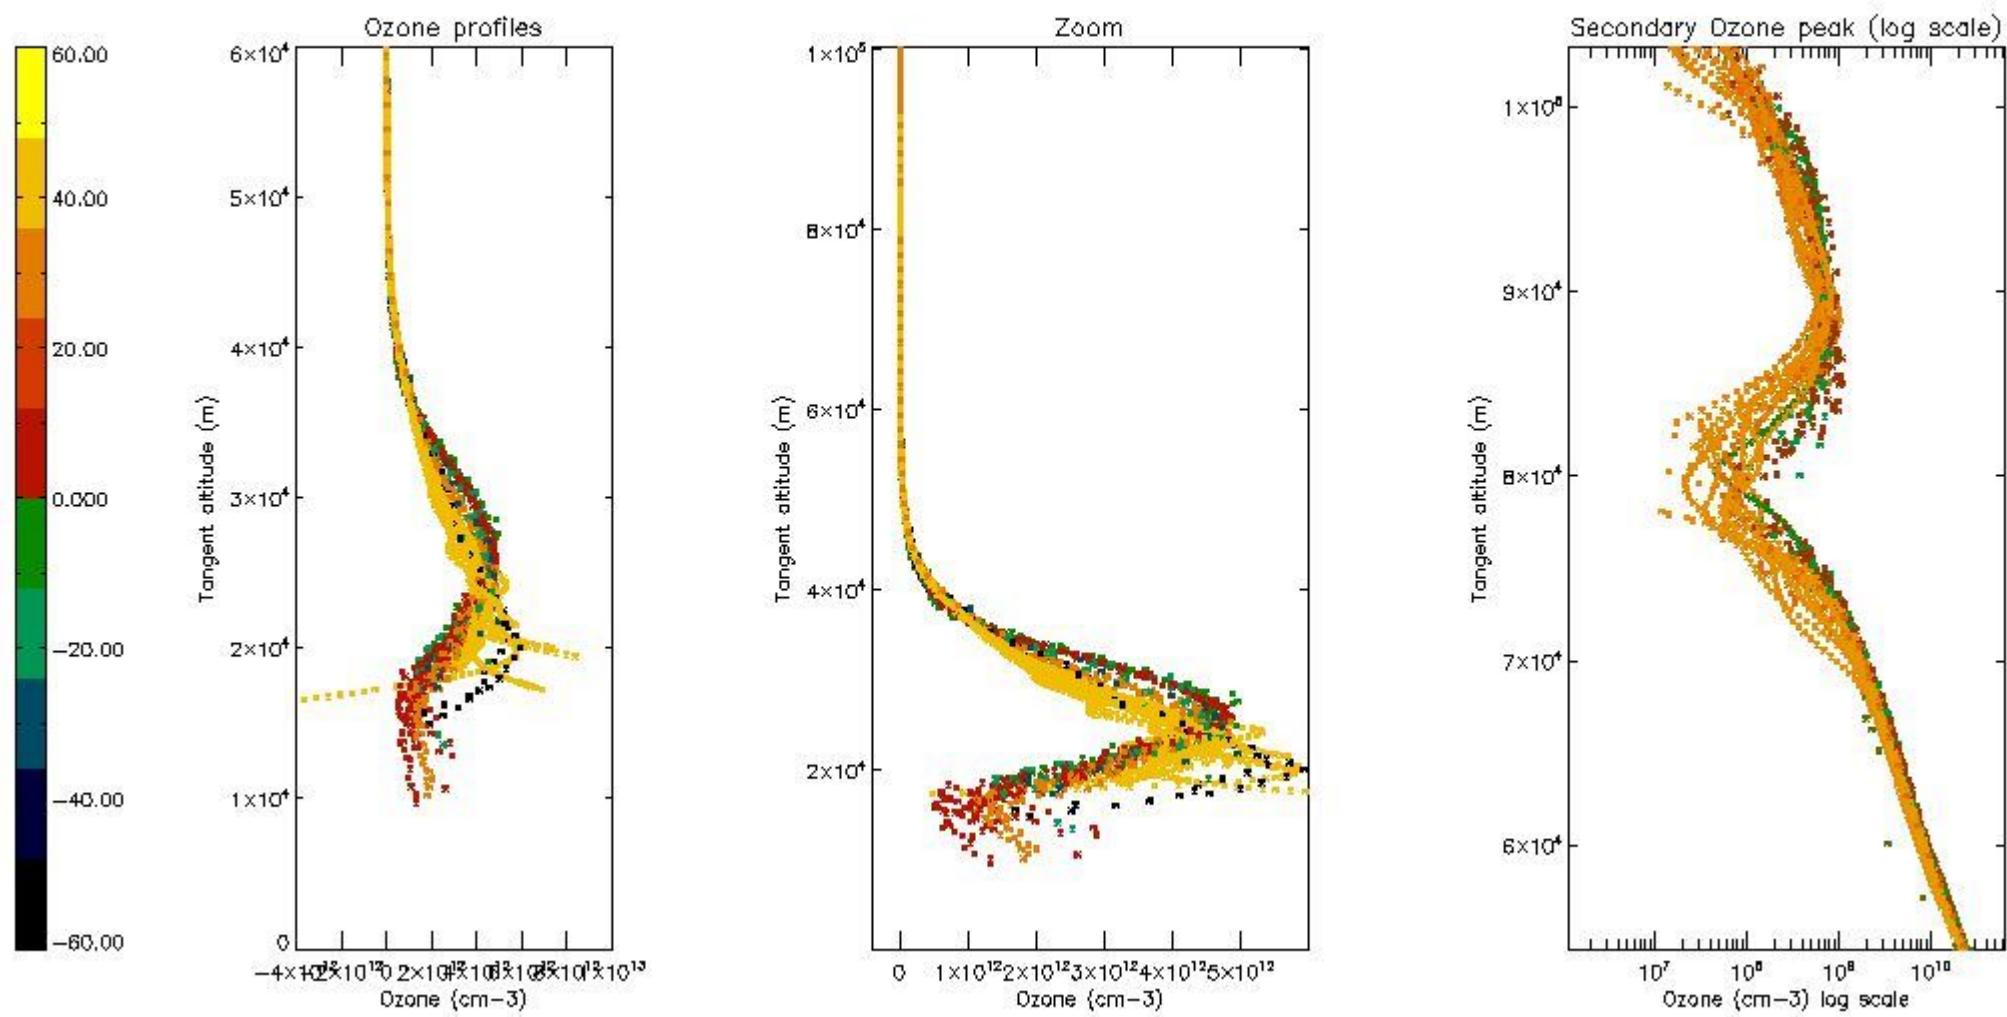 Ozone profiles
Zoom
Secondary Ozone peak (log scale)
60.00
40.00
20.00
0.000
−20.00
−40.00
−60.00
6×10⁴
5×10⁴
4×10⁴
3×10⁴
2×10⁴
1×10⁴
0
Tangent altitude (m)
Ozone (cm−3)
1×10⁵
8×10⁴
6×10⁴
4×10⁴
2×10⁴
Tangent altitude (m)
0 1×10¹² 2×10¹² 3×10¹² 4×10¹² 5×10¹²
Ozone (cm−3)
9×10⁴
8×10⁴
7×10⁴
6×10⁴
Tangent altitude (m)
10⁷ 10⁸ 10⁹ 10¹⁰
Ozone (cm−3) log scale